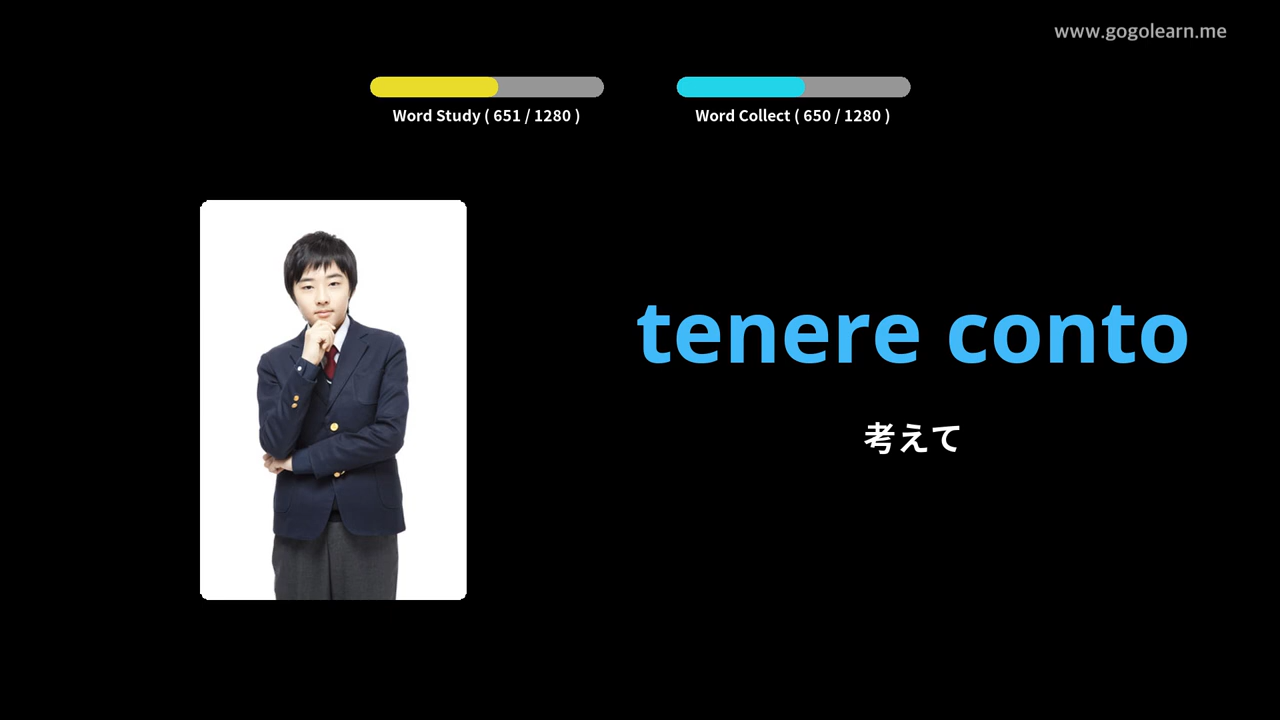 www.gogolearn.me
Word Study ( 651 / 1280 )
Word Collect ( 650 / 1280 )
tenere conto
考えて